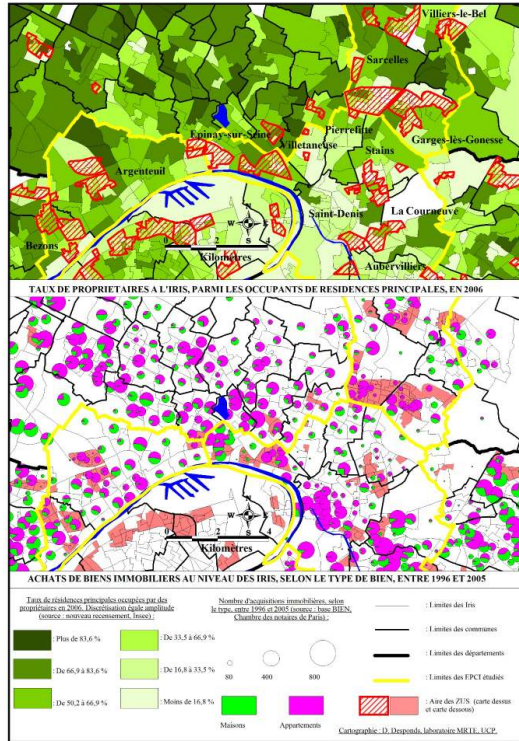 Villiers-le-Bel
Sarcelles
Epinay-sur-Seine
Pierrefitte
Villetaneuse
Garges-lès-Gonesse
Stains
Argenteuil
Saint-Denis
La Courneuve
Bezons
Aubervilliers
N
W E
S
0 2 4
Kilomètres
TAUX DE PROPRIETAIRES A L'IRIS, PARMI LES OCCUPANTS DE RESIDENCES PRINCIPALES, EN 2006
N
W E
S
0 2 4
Kilomètres
ACHATS DE BIENS IMMOBILIERS AU NIVEAU DES IRIS, SELON LE TYPE DE BIEN, ENTRE 1996 ET 2005
Taux de résidences principales occupées par des
propriétaires en 2006. Discrétisation égale amplitude
(source : nouveau recensement, Insee) :
: Plus de 83,6 %
: De 66,9 à 83,6 %
: De 50,2 à 66,9%
: De 33,5 à 66,9%
: De 16,8 à 33,5%
: Moins de 16,8 %
Nombre d'acquisitions immobilières, selon
le type, entre 1996 et 2005 (source : base BIEN,
Chambre des notaires de Paris) :
80 400 800
Maisons Appartements
: Limites des Iris
: Limites des communes
: Limites des départements
: Limites des EPCI étudiés
: Aire des ZUS (carte dessus
et carte dessous)
Cartographie : D. Desponds, laboratoire MRTE, UCP.